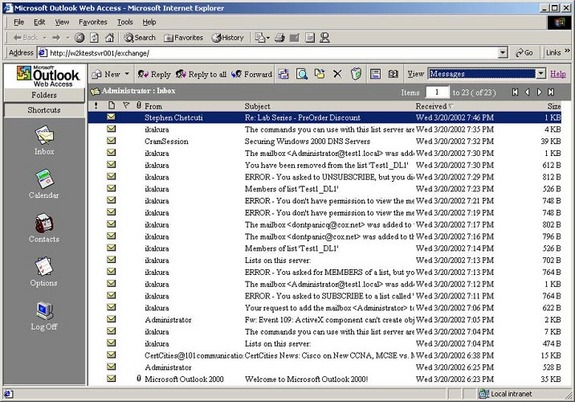 Microsoft Outlook Web Access - Microsoft Internet Explorer
File Edit View Favorites Tools Help
Back Search Favorites History
Address http://w2ktestsvr001/exchange/ Go Links »
Microsoft Outlook Web Access
New Reply Reply to all Forward View Messages Help
Folders
Administrator : Inbox Items 1 to 23 ( of 23 )
Shortcuts
! From Subject Received Size
Stephen Chetcuti Re: Lab Series - PreOrder Discount Wed 3/20/2002 7:46 PM 1 KB
ikakura The commands you can use with this list server are Wed 3/20/2002 7:35 PM 4 KB
CramSession Securing Windows 2000 DNS Servers Wed 3/20/2002 7:32 PM 39 KB
ikakura The mailbox <Administrator@test1.local> was added Wed 3/20/2002 7:30 PM
ikakura You have been removed from the list 'Test1_DL1' Wed 3/20/2002 7:30 PM 612 B
ikakura ERROR - You asked to UNSUBSCRIBE, but you di Wed 3/20/2002 7:29 PM 812 B
ikakura Members of list 'Test1_DL1' Wed 3/20/2002 7:23 PM 526 B
ikakura ERROR - You don't have permission to view the me Wed 3/20/2002 7:21 PM 748 B
ikakura ERROR - You don't have permission to view the me Wed 3/20/2002 7:19 PM 748 B
ikakura The mailbox <dontpanicq@cox.net> was added to Wed 3/20/2002 7:17 PM 802 B
ikakura The mailbox <dontpanic@cox.net> was added to th Wed 3/20/2002 7:16 PM 796 B
ikakura Members of list 'Test1_DL1' Wed 3/20/2002 7:14 PM 526 B
ikakura Lists on this server: Wed 3/20/2002 7:13 PM 702 B
ikakura ERROR - You asked for MEMBERS of a list, but yo Wed 3/20/2002 7:13 PM 764 B
ikakura The mailbox <Administrator@test1.local> was add Wed 3/20/2002 7:12 PM 1 KB
ikakura ERROR - You asked to SUBSCRIBE to a list called ' Wed 3/20/2002 7:11 PM 764 B
ikakura Your request to add the mailbox <Administrator> t Wed 3/20/2002 7:06 PM 622 B
Administrator Fw: Event 109: ActiveX component can't create obj Wed 3/20/2002 7:04 PM 2 KB
ikakura The commands you can use with this list server are Wed 3/20/2002 7:04 PM 7 KB
ikakura Lists on this server: Wed 3/20/2002 7:04 PM 474 B
CertCities@101communicatio CertCities News: Cisco on New CCNA, MCSE vs. M Wed 3/20/2002 6:38 PM 15 KB
Administrator Wed 3/20/2002 6:25 PM 528 B
Microsoft Outlook 2000 Welcome to Microsoft Outlook 2000! Wed 3/20/2002 6:23 PM 35 KB
Inbox
Calendar
Contacts
Options
Log Off
Local intranet